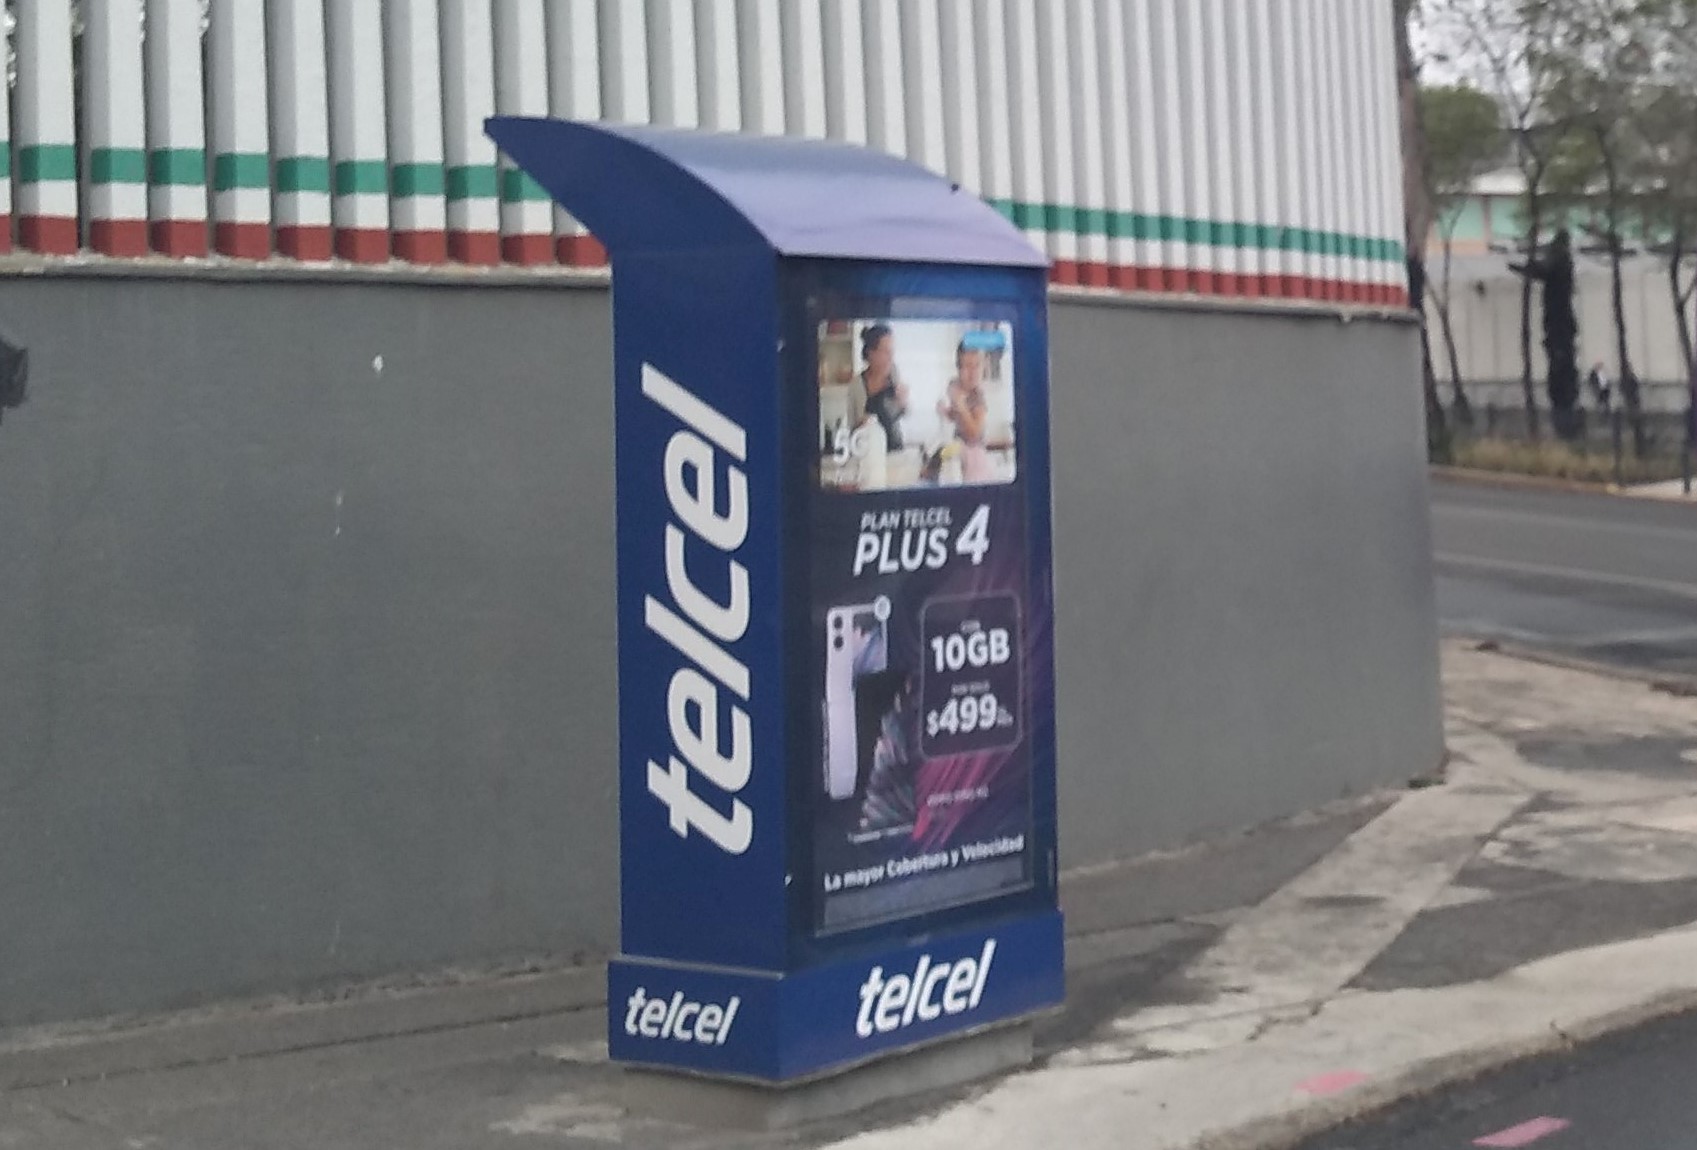 telcel
5G
PLAN TELCEL
PLUS 4
10GB
$499
La mayor Cobertura y Velocidad
telcel
telcel